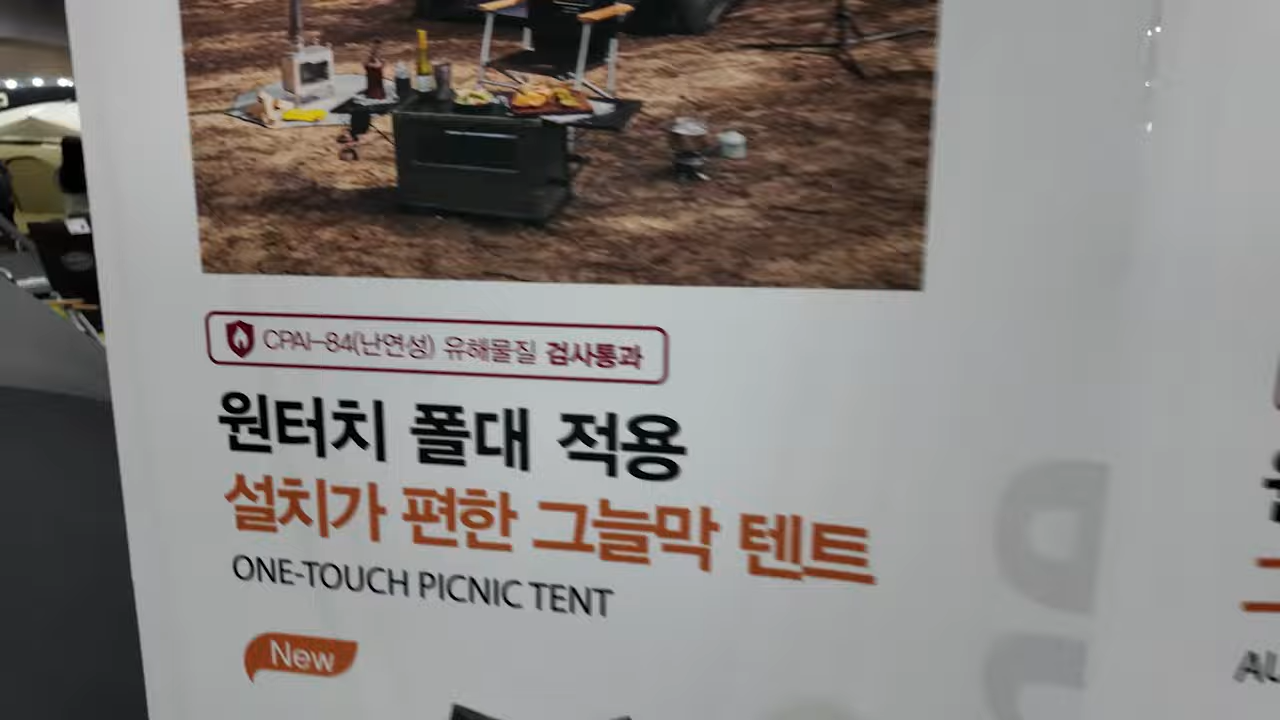 CPAI-84(난연성) 유해물질 검사통과
원터치 폴대 적용
설치가 편한 그늘막 텐트
ONE-TOUCH PICNIC TENT
New